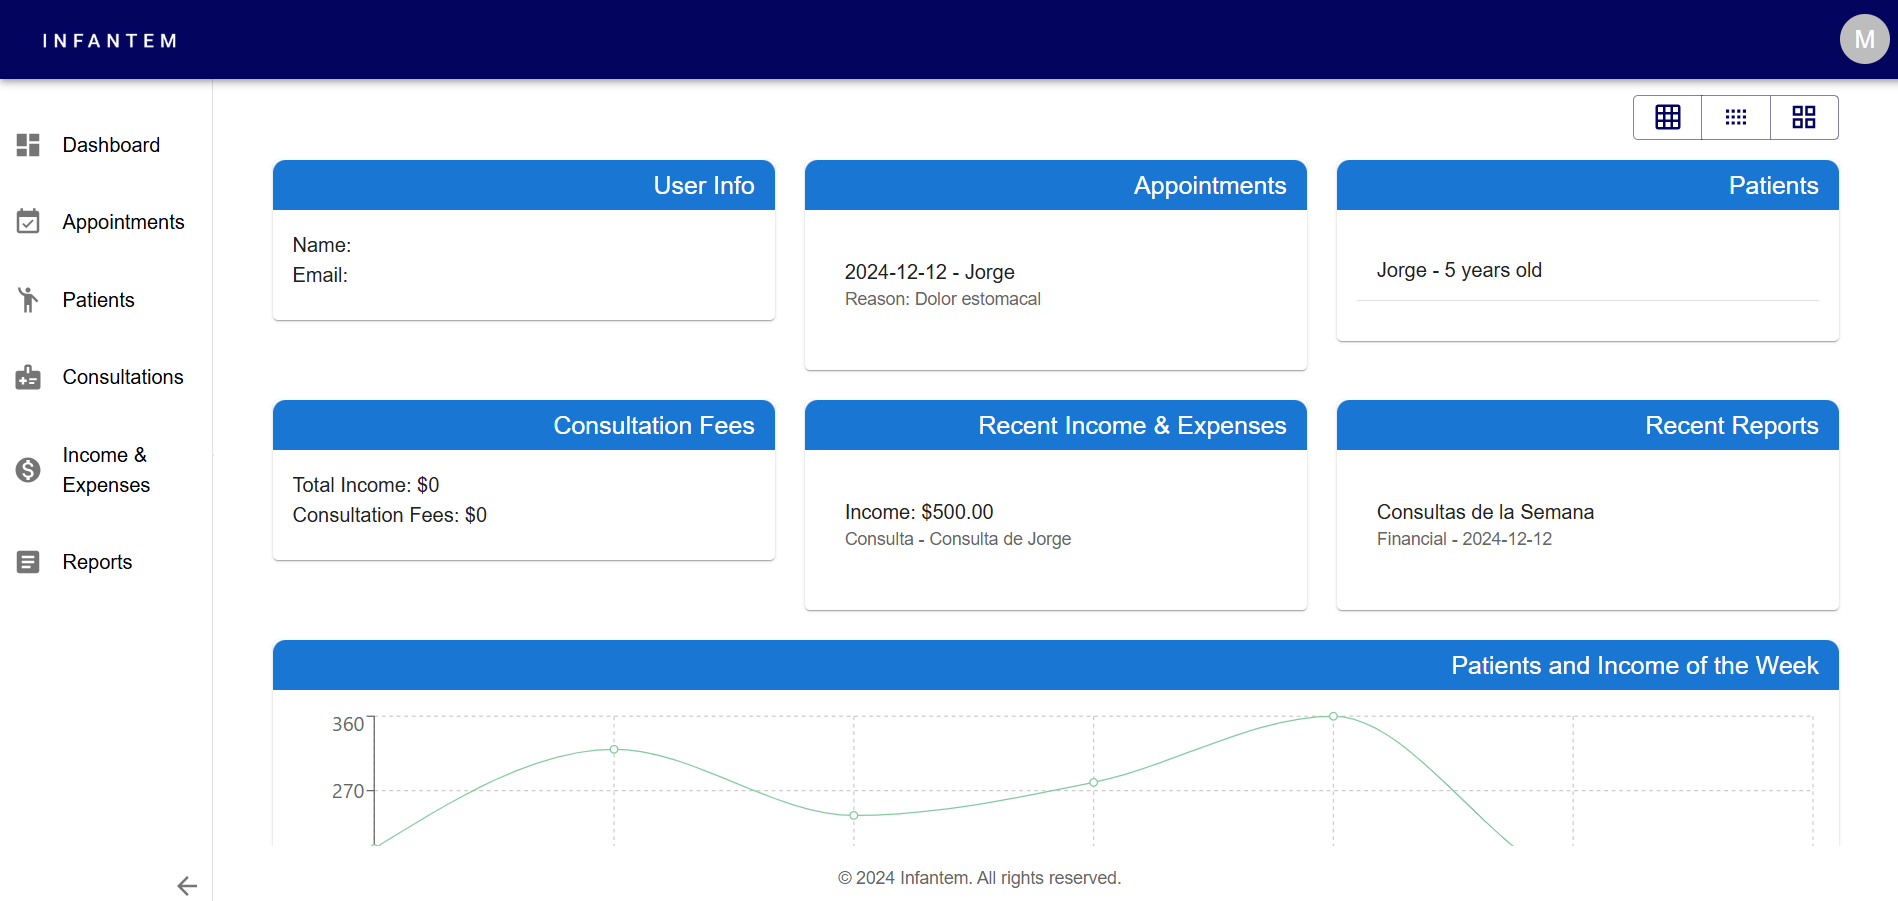 INFANTEM
M
Dashboard
Appointments
Patients
Consultations
Income &
Expenses
Reports
User Info
Name:
Email:
Appointments
2024-12-12 - Jorge
Reason: Dolor estomacal
Patients
Jorge - 5 years old
Consultation Fees
Total Income: $0
Consultation Fees: $0
Recent Income & Expenses
Income: $500.00
Consulta - Consulta de Jorge
Recent Reports
Consultas de la Semana
Financial - 2024-12-12
Patients and Income of the Week
360
270
© 2024 Infantem. All rights reserved.